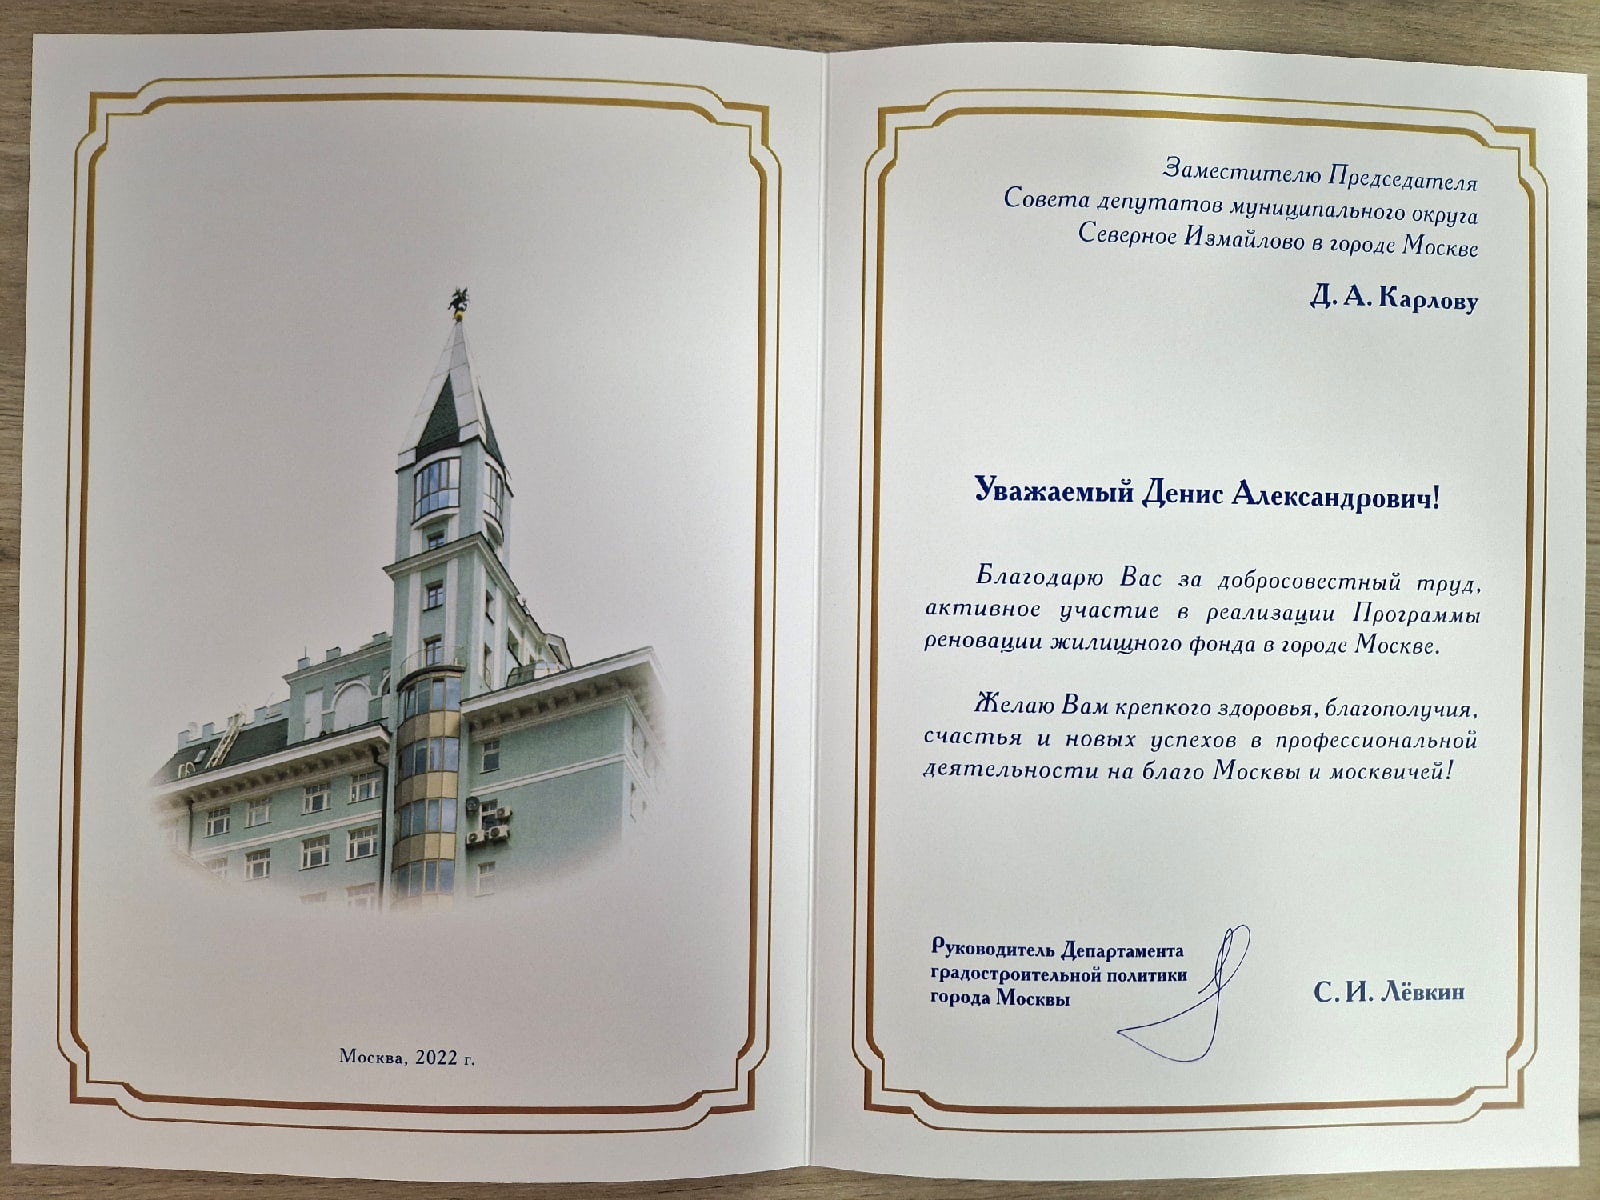 Москва, 2022 г.
Заместителю Председателя
Совета депутатов муниципального округа
Северное Измайлово в городе Москве
Д. А. Карлову
Уважаемый Денис Александрович!
Благодарю Вас за добросовестный труд,
активное участие в реализации Программы
реновации жилищного фонда в городе Москве.
Желаю Вам крепкого здоровья, благополучия,
счастья и новых успехов в профессиональной
деятельности на благо Москвы и москвичей!
Руководитель Департамента
градостроительной политики
города Москвы
С. И. Лёвкин